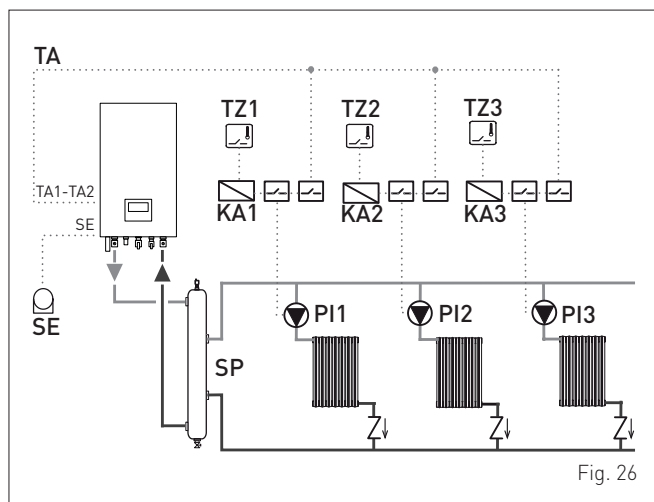 TA
TZ1
TZ2
TZ3
TA1-TA2
KA1
KA2
KA3
SE
SE
PI1
PI2
PI3
SP
Fig. 26